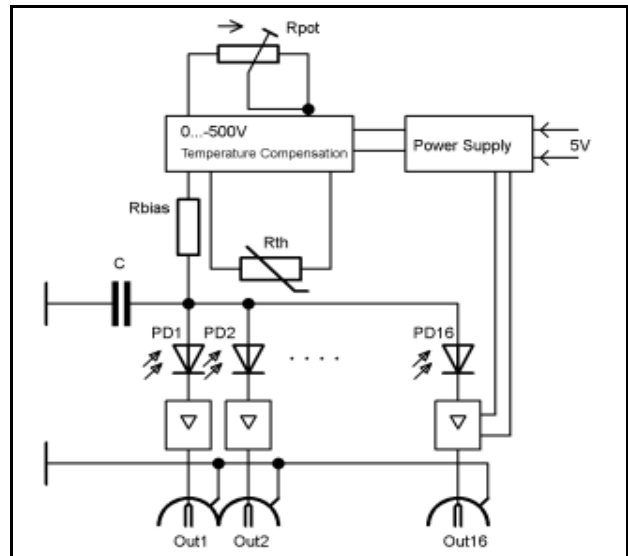 Rpot
0...-500V
Temperature Compensation
Power Supply
5V
Rbias
Rth
C
PD1
PD2
. . . .
PD16
Out1
Out2
Out16